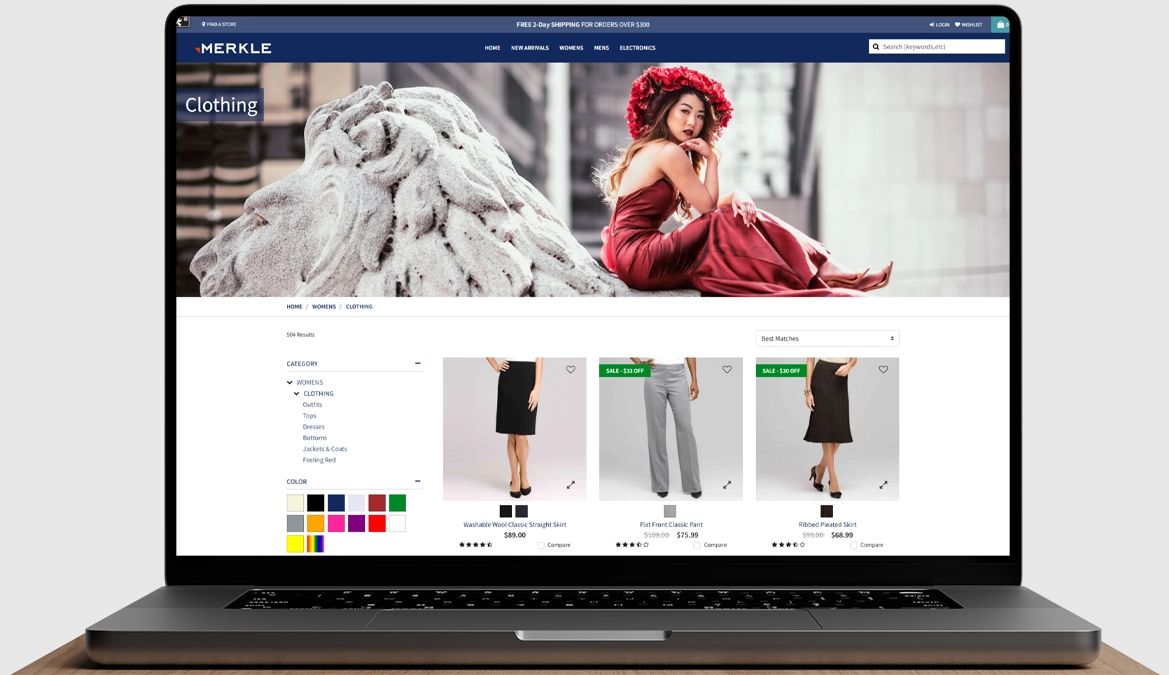 FIND A STORE
FREE 2-Day SHIPPING FOR ORDERS OVER $300
LOGIN WISHLIST
MERKLE
HOME NEW ARRIVALS WOMENS MENS ELECTRONICS
Search (keywords,etc)
Clothing
HOME / WOMENS / CLOTHING
504 Results
Best Matches
CATEGORY
WOMENS
CLOTHING
Outfits
Tops
Dresses
Bottoms
Jackets & Coats
Feeling Red
COLOR
Washable Wool Classic Straight Skirt
$89.00
Compare
SALE - $33 OFF
Flat Front Classic Pant
$108.00 $75.99
Compare
SALE - $30 OFF
Ribbed Pleated Skirt
$98.00 $68.99
Compare